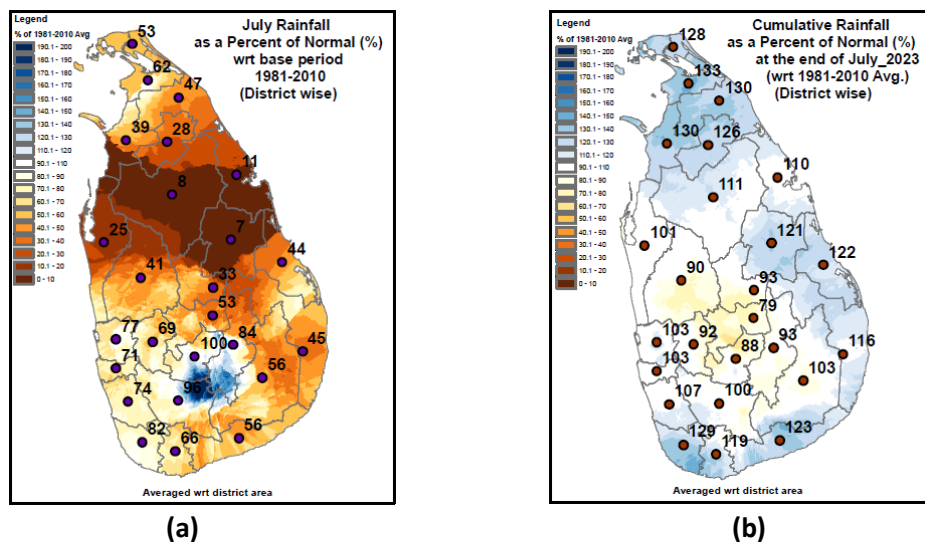 Legend
% of 1981-2010 Avg
190.1 - 200
180.1 - 190
170.1 - 180
160.1 - 170
150.1 - 160
140.1 - 150
130.1 - 140
120.1 - 130
110.1 - 120
90.1 - 110
80.1 - 90
70.1 - 80
60.1 - 70
50.1 - 60
40.1 - 50
30.1 - 40
20.1 - 30
10.1 - 20
0 - 10
July Rainfall
as a Percent of Normal (%)
wrt base period
1981-2010
(District wise)
53
62
47
39
28
11
8
25
7
44
41
33
53
77
69
100
84
45
71
56
74
96
82
66
56
Averaged wrt district area
(a)
Legend
% of 1981-2010 Avg
190.1 - 200
180.1 - 190
170.1 - 180
160.1 - 170
150.1 - 160
140.1 - 150
130.1 - 140
120.1 - 130
110.1 - 120
90.1 - 110
80.1 - 90
70.1 - 80
60.1 - 70
50.1 - 60
40.1 - 50
30.1 - 40
20.1 - 30
10.1 - 20
0 - 10
Cumulative Rainfall
as a Percent of Normal (%)
at the end of July_2023
(wrt 1981-2010 Avg.)
(District wise)
128
133
130
130
126
110
111
101
121
122
90
93
79
103
92
88
93
116
103
103
107
100
129
119
123
Averaged wrt district area
(b)